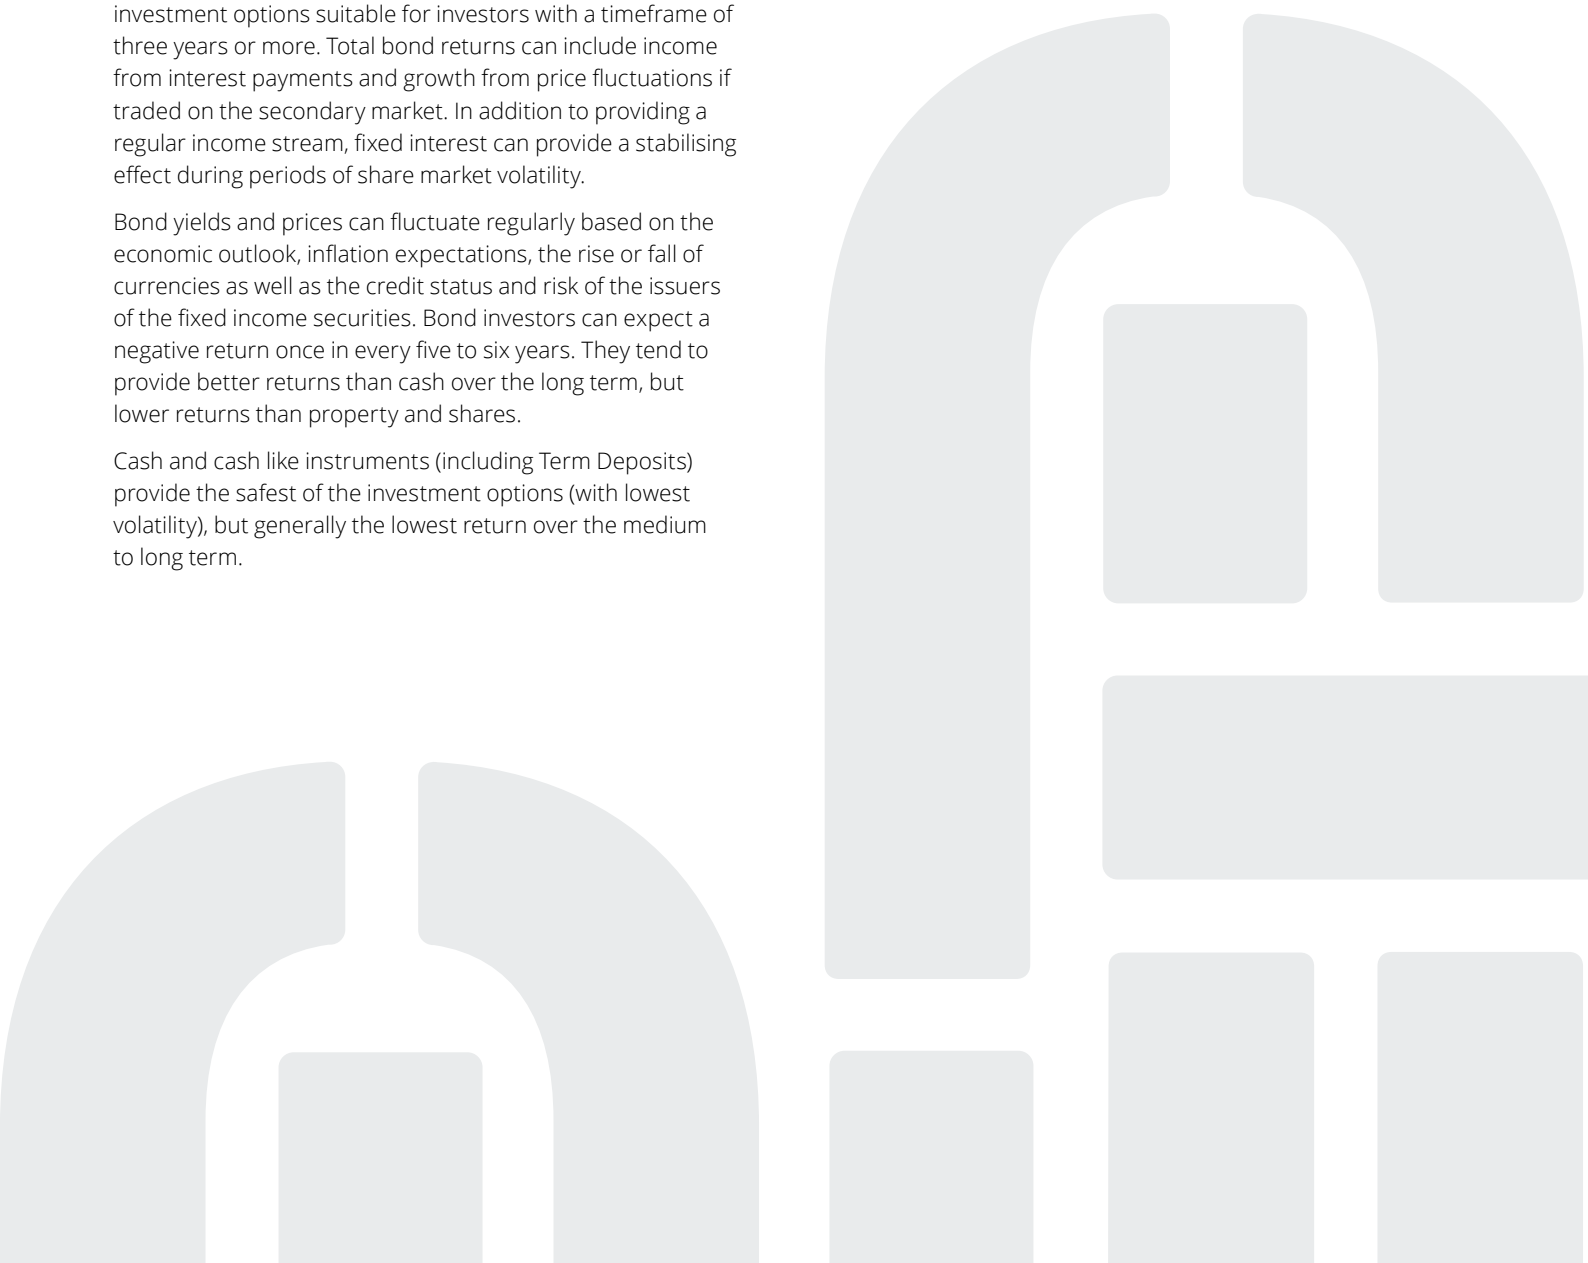 investment options suitable for investors with a timeframe of
three years or more. Total bond returns can include income
from interest payments and growth from price fluctuations if
traded on the secondary market. In addition to providing a
regular income stream, fixed interest can provide a stabilising
effect during periods of share market volatility.
Bond yields and prices can fluctuate regularly based on the
economic outlook, inflation expectations, the rise or fall of
currencies as well as the credit status and risk of the issuers
of the fixed income securities. Bond investors can expect a
negative return once in every five to six years. They tend to
provide better returns than cash over the long term, but
lower returns than property and shares.
Cash and cash like instruments (including Term Deposits)
provide the safest of the investment options (with lowest
volatility), but generally the lowest return over the medium
to long term.